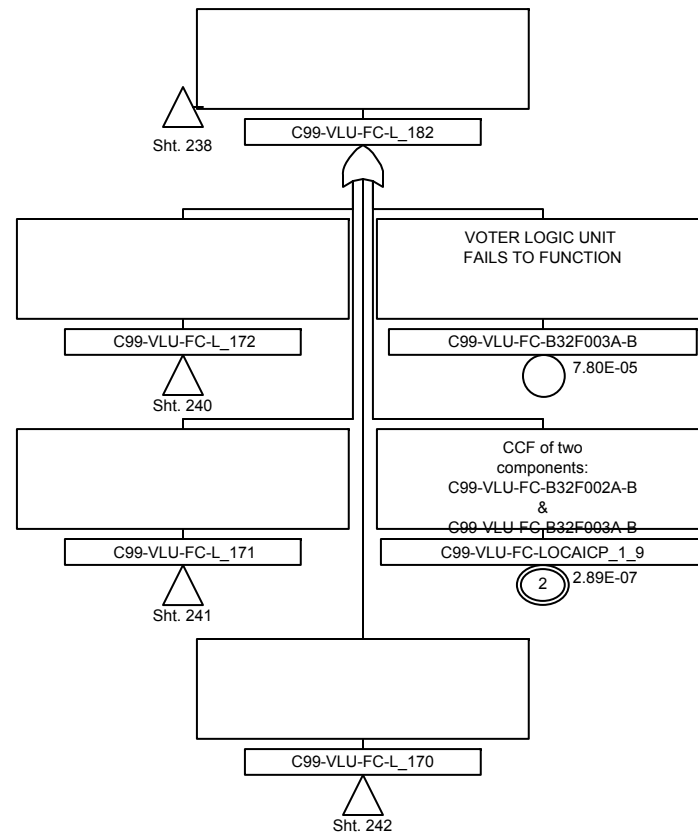 Sht. 238
C99-VLU-FC-L_182
C99-VLU-FC-L_172
Sht. 240
VOTER LOGIC UNIT
FAILS TO FUNCTION
C99-VLU-FC-B32F003A-B
7.80E-05
C99-VLU-FC-L_171
Sht. 241
CCF of two
components:
C99-VLU-FC-B32F002A-B
&
C99-VLU-FC-B32F003A-B
C99-VLU-FC-LOCAICP_1_9
2
2.89E-07
C99-VLU-FC-L_170
Sht. 242